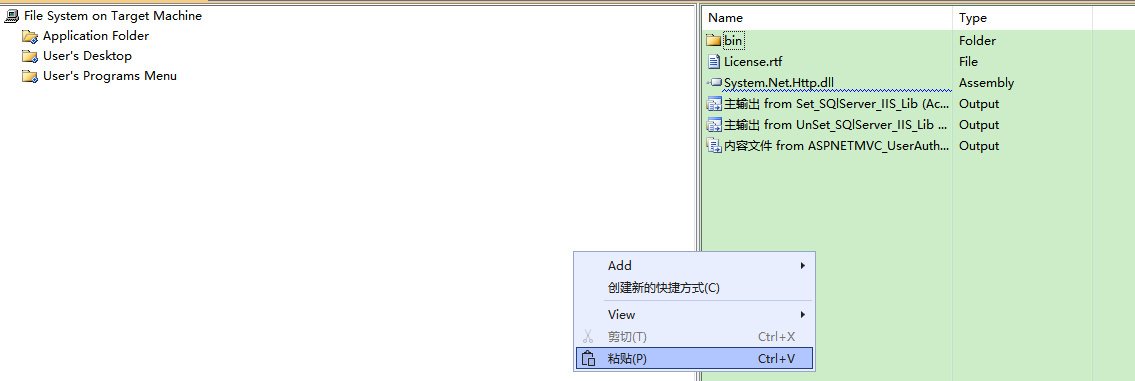 File System on Target Machine
Application Folder
User's Desktop
User's Programs Menu
Name Type
bin Folder
License.rtf File
System.Net.Http.dll Assembly
主输出 from Set_SQlServer_IIS_Lib (Ac... Output
主输出 from UnSet_SQlServer_IIS_Lib ... Output
内容文件 from ASPNETMVC_UserAuth... Output
Add
创建新的快捷方式(C)
View
剪切(T) Ctrl+X
粘贴(P) Ctrl+V